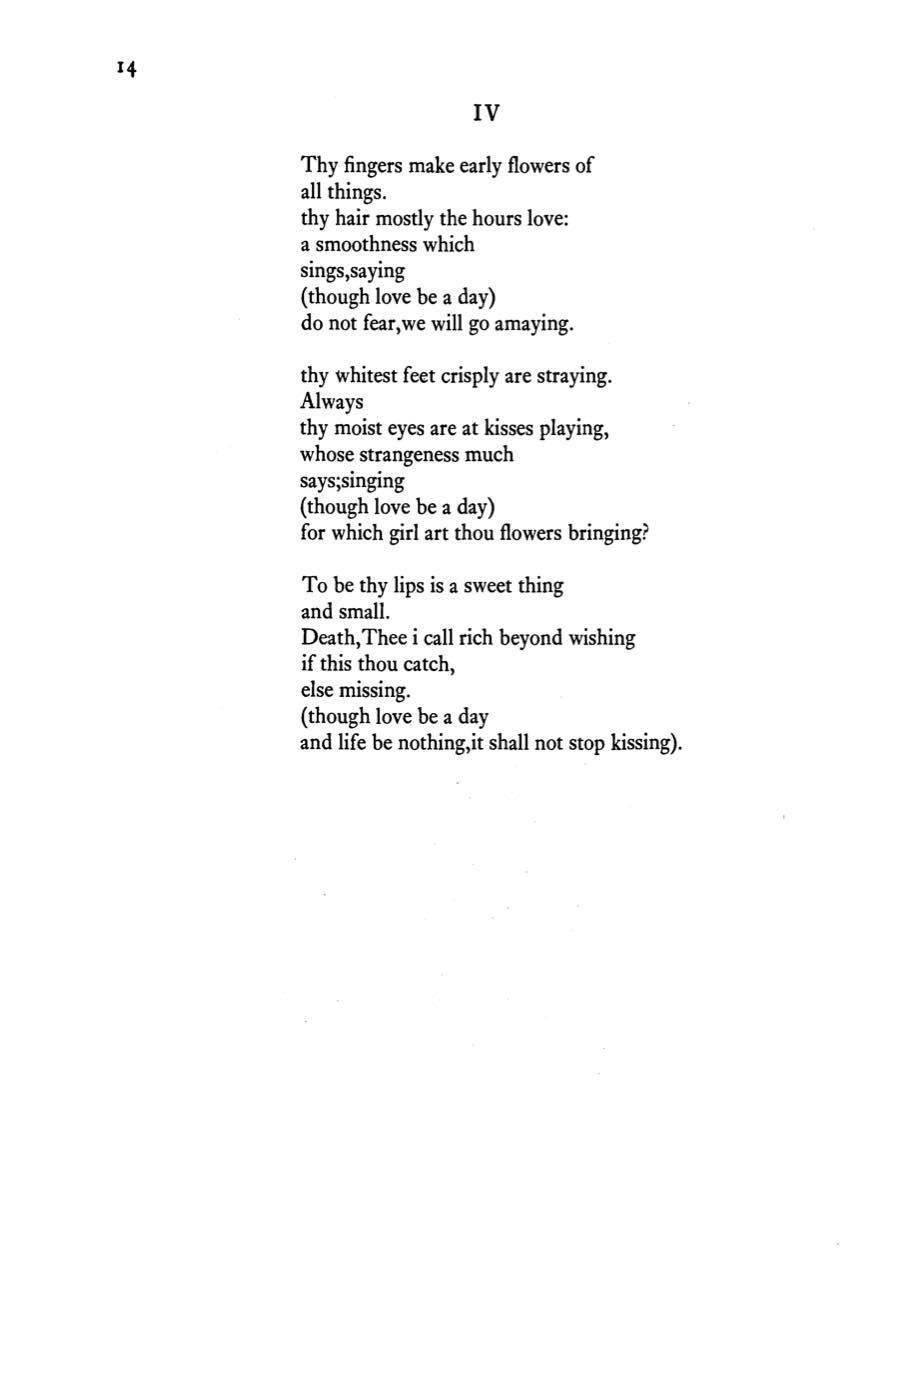 14
IV
Thy fingers make early flowers of
all things.
thy hair mostly the hours love:
a smoothness which
sings,saying
(though love be a day)
do not fear,we will go amaying.
thy whitest feet crisply are straying.
Always
thy moist eyes are at kisses playing,
whose strangeness much
says;singing
(though love be a day)
for which girl art thou flowers bringing?
To be thy lips is a sweet thing
and small.
Death,Thee i call rich beyond wishing
if this thou catch,
else missing.
(though love be a day
and life be nothing,it shall not stop kissing).